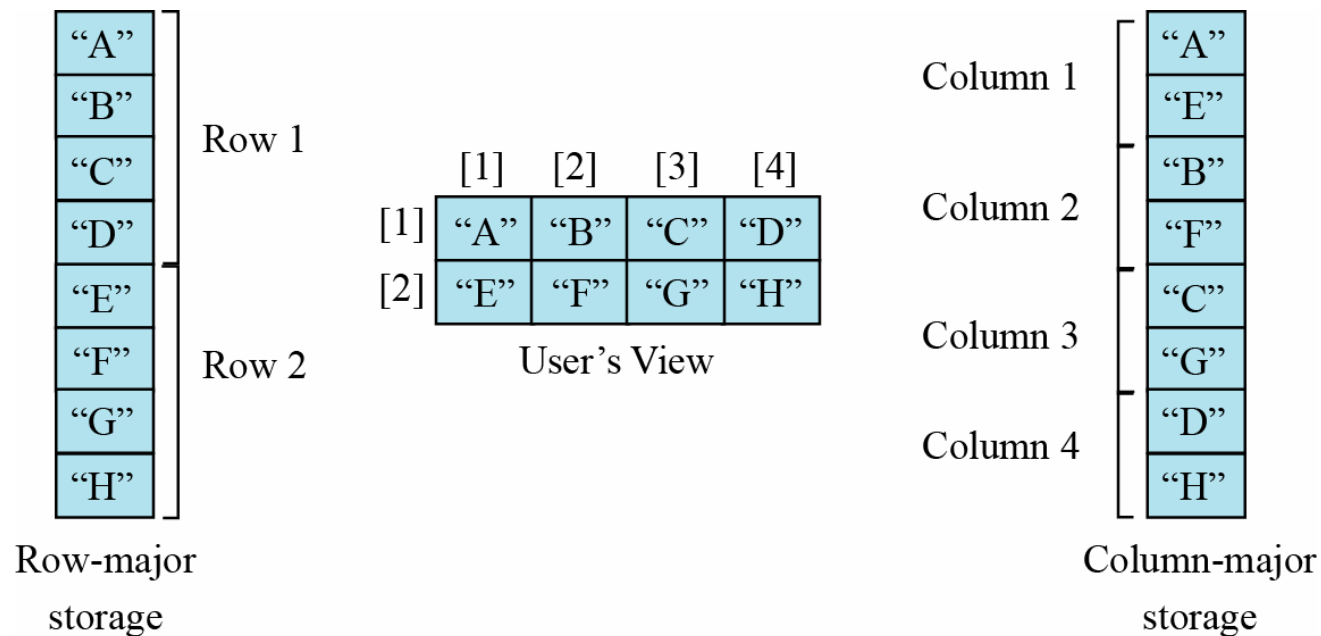 “A”
“B”
“C”
“D”
“E”
“F”
“G”
“H”
Row 1
Row 2
Row-major
storage
[1] [2] [3] [4]
[1] “A” “B” “C” “D”
[2] “E” “F” “G” “H”
User’s View
Column 1
Column 2
Column 3
Column 4
“A”
“E”
“B”
“F”
“C”
“G”
“D”
“H”
Column-major
storage